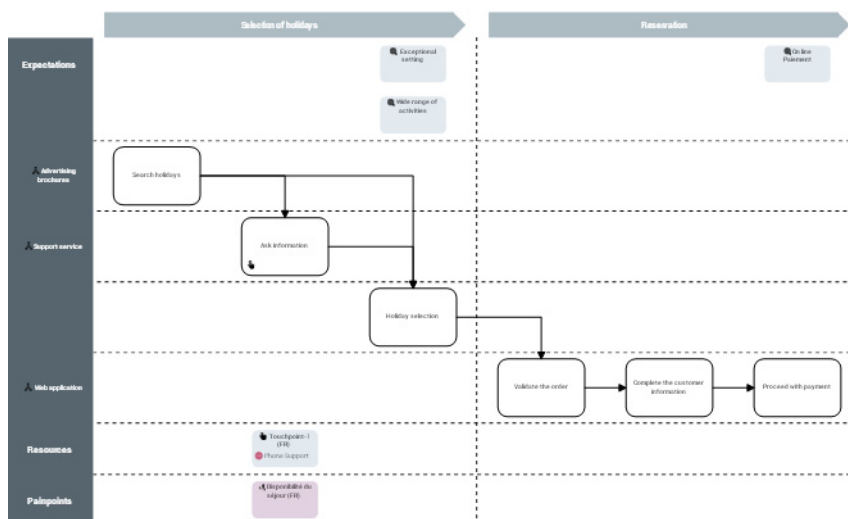 Selection of holidays
Reservation
Expectations
Exceptional
setting
Online
Paiement
Wide range of
activities
Advertising
brochures
Search holidays
Support service
Ask information
Holiday selection
Web application
Validate the order
Complete the customer
information
Proceed with payment
Resources
Touchpoint-1
(FR)
Phone Support
Painpoints
Disponibilité du
séjour (FR)